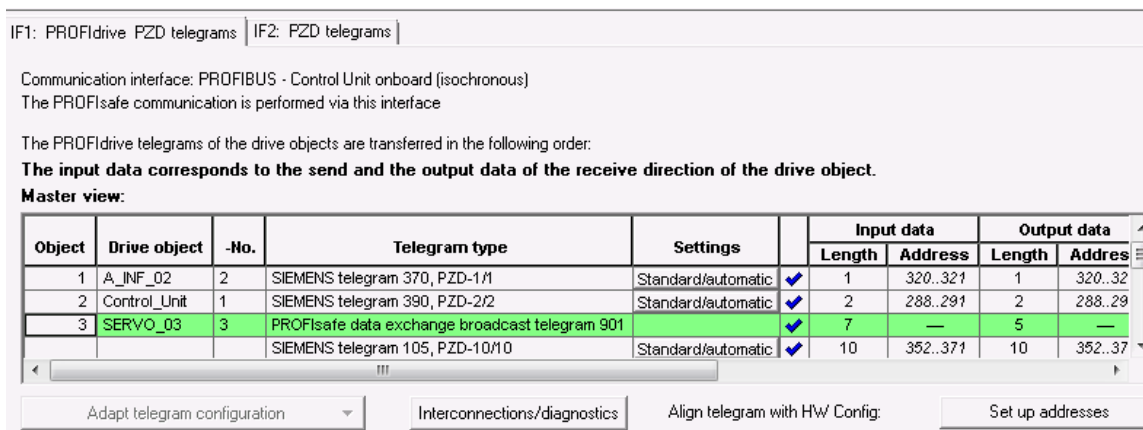 IF1: PROFIdrive PZD telegrams IF2: PZD telegrams
Communication interface: PROFIBUS - Control Unit onboard (isochronous)
The PROFIsafe communication is performed via this interface
The PROFIdrive telegrams of the drive objects are transferred in the following order:
The input data corresponds to the send and the output data of the receive direction of the drive object.
Master view:
Object Drive object -No. Telegram type Settings Input data Output data
Length Address Length Addres
1 A_INF_02 2 SIEMENS telegram 370, PZD-1/1 Standard/automatic 1 320..321 1 320..32
2 Control_Unit 1 SIEMENS telegram 390, PZD-2/2 Standard/automatic 2 288..291 2 288..29
3 SERVO_03 3 PROFIsafe data exchange broadcast telegram 901 7 — 5 —
SIEMENS telegram 105, PZD-10/10 Standard/automatic 10 352..371 10 352..37
Adapt telegram configuration Interconnections/diagnostics Align telegram with HW Config: Set up addresses